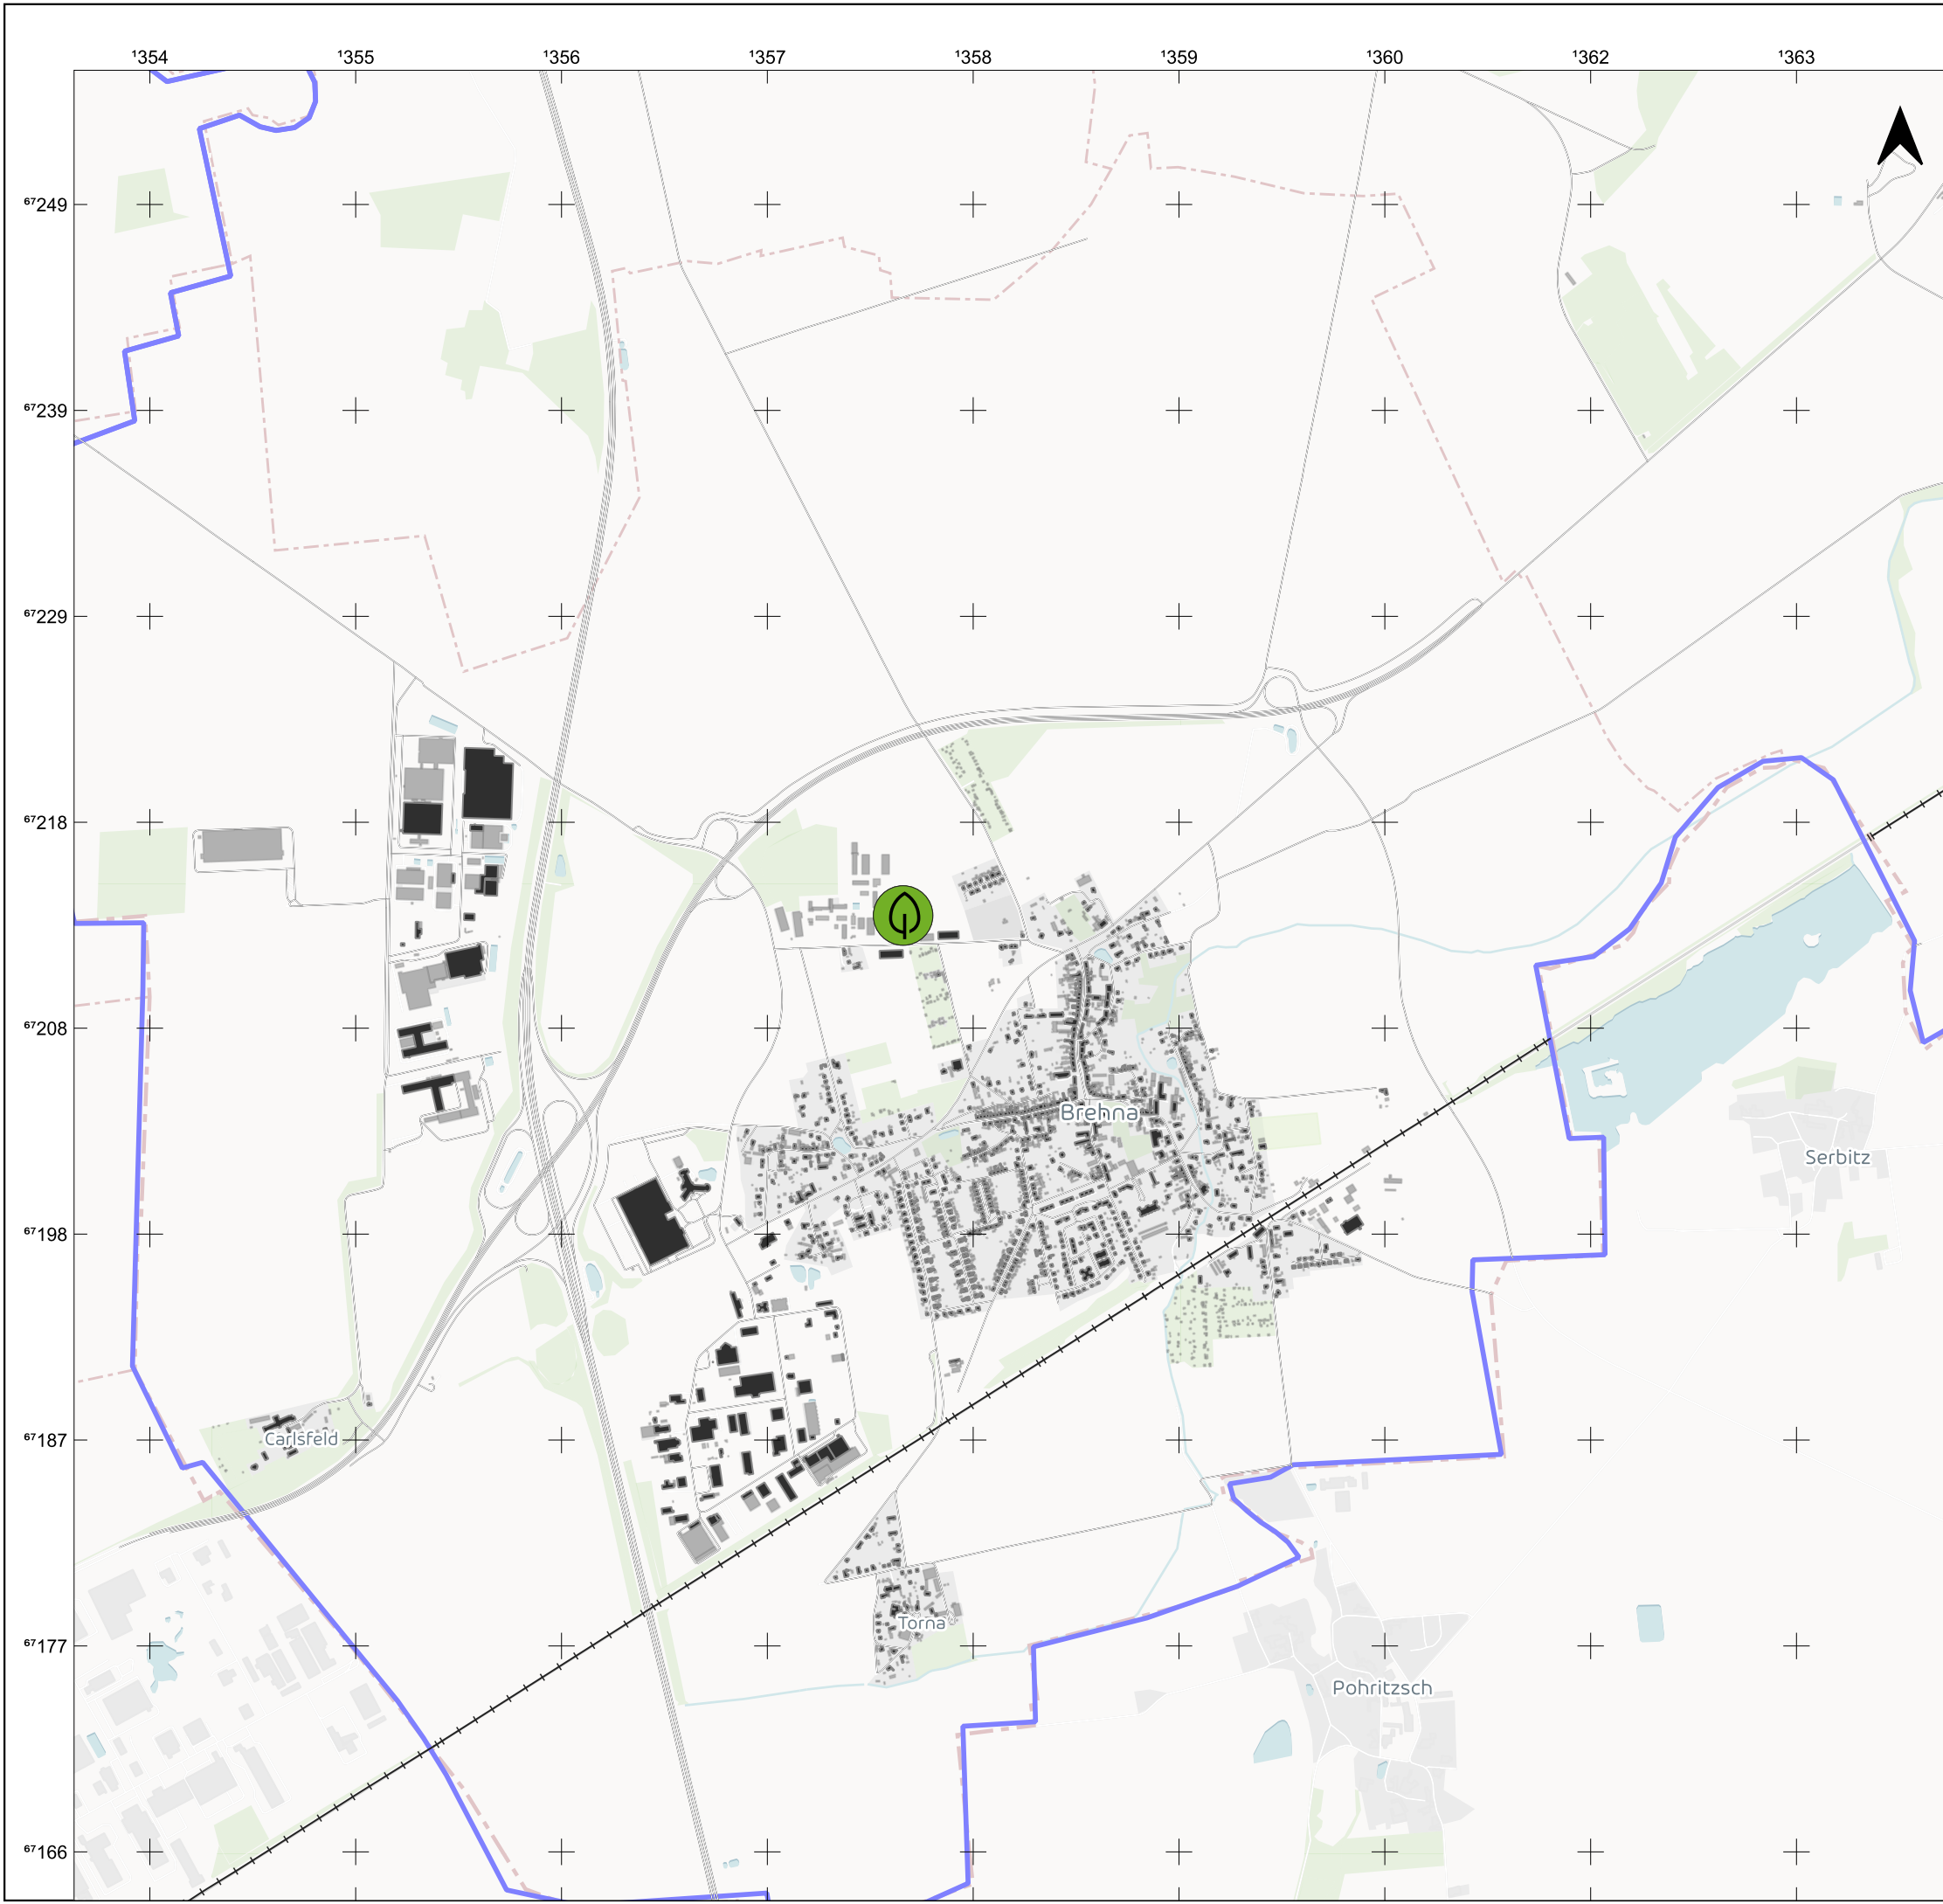 ¹354 ¹355 ¹356 ¹357 ¹358 ¹359 ¹360 ¹362 ¹363
⁶⁷249
⁶⁷239
⁶⁷229
⁶⁷218
⁶⁷208
Brehna
Serbitz
⁶⁷198
Carlsfeld
⁶⁷187
Torna
⁶⁷177
Pohritzsch
⁶⁷166